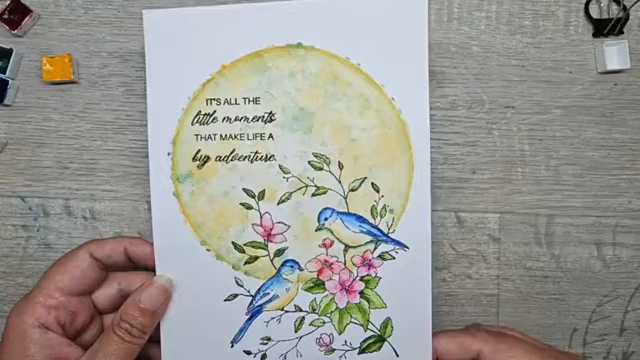 IT'S ALL THE
little moments
THAT MAKE LIFE A
big adventure.